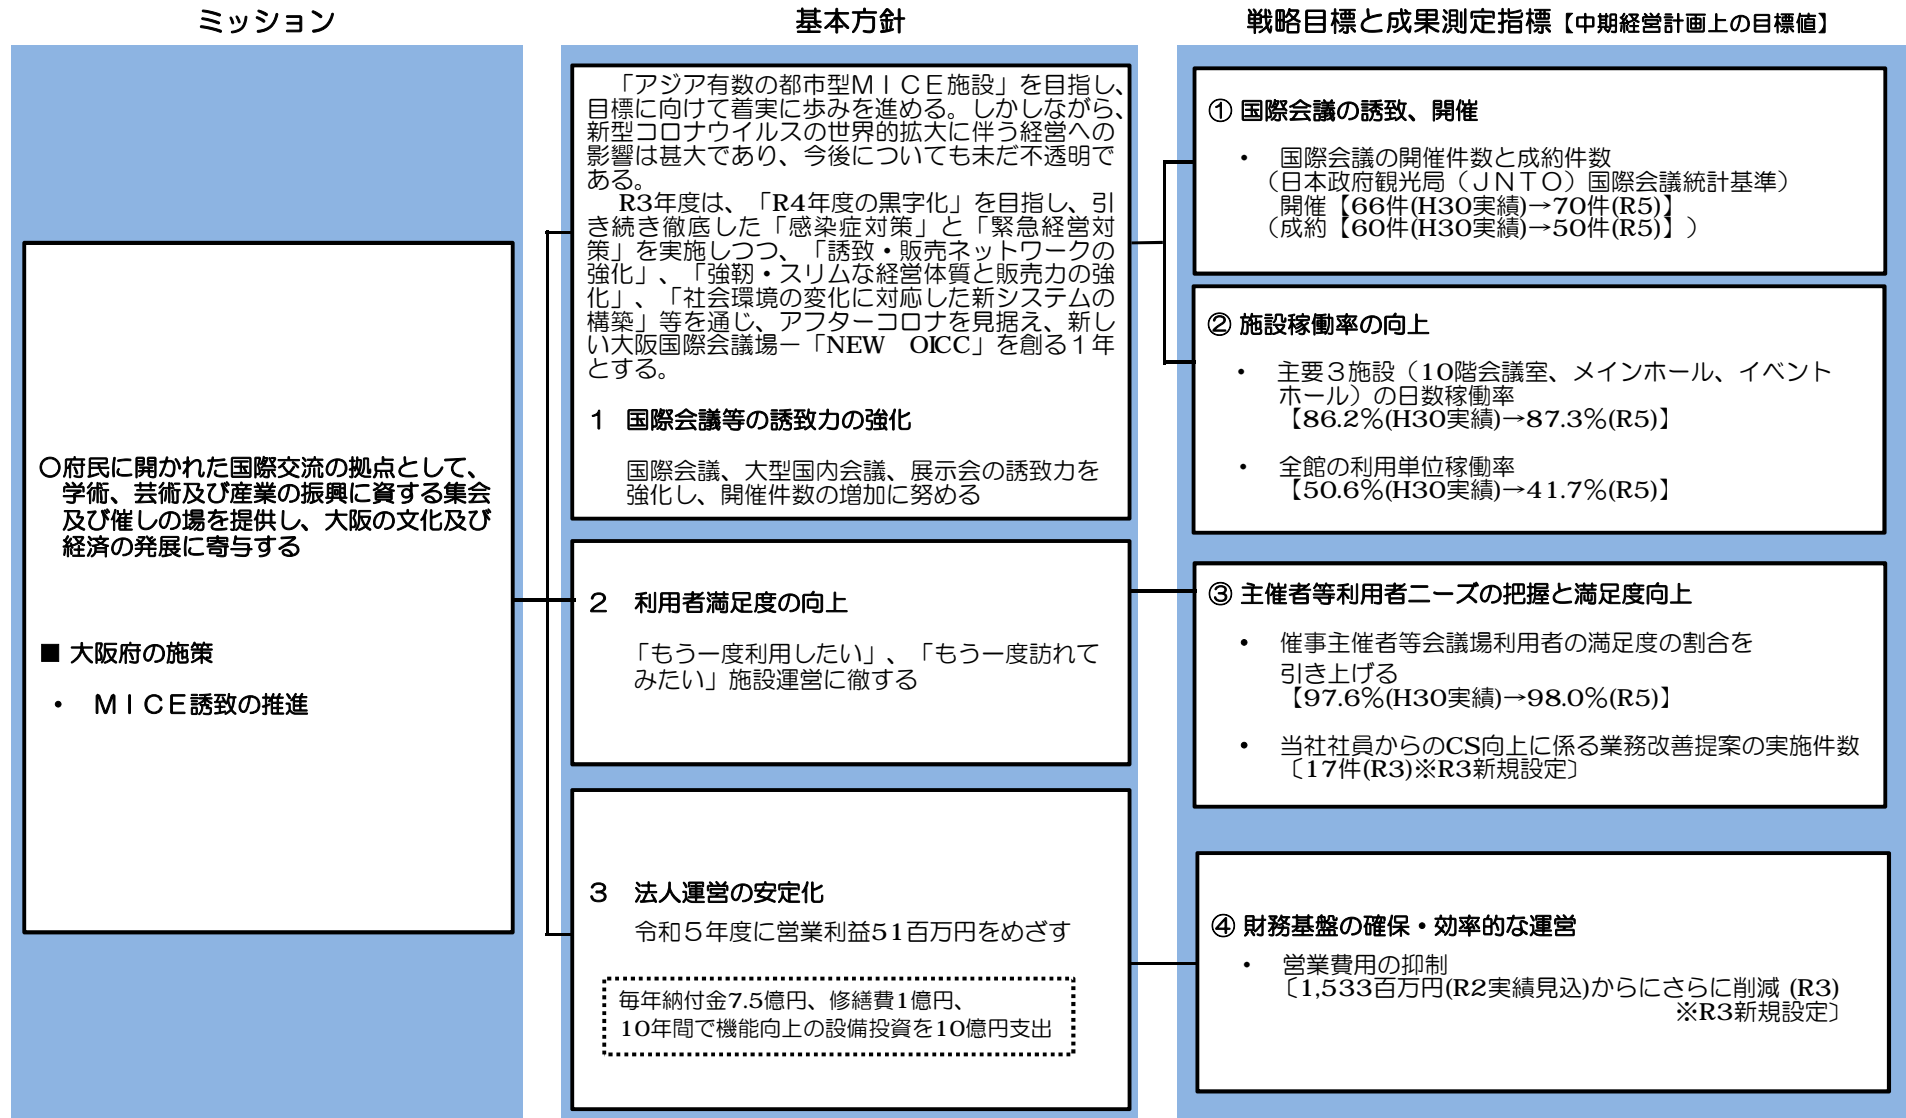 ミッション
〇府民に開かれた国際交流の拠点として、
学術、芸術及び産業の振興に資する集会
及び催しの場を提供し、大阪の文化及び
経済の発展に寄与する
■ 大阪府の施策
・ ＭＩＣＥ誘致の推進
基本方針
「アジア有数の都市型ＭＩＣＥ施設」を目指し、
目標に向けて着実に歩みを進める。しかしながら、
新型コロナウイルスの世界的拡大に伴う経営への
影響は甚大であり、今後についても未だ不透明で
ある。
R3年度は、「R4年度の黒字化」を目指し、引
き続き徹底した「感染症対策」と「緊急経営対
策」を実施しつつ、「誘致・販売ネットワークの
強化」、「強靭・スリムな経営体質と販売力の強
化」、「社会環境の変化に対応した新システムの
構築」等を通じ、アフターコロナを見据え、新し
い大阪国際会議場－「NEW　OICC」を創る１年
とする。
１　国際会議等の誘致力の強化
国際会議、大型国内会議、展示会の誘致力を
強化し、開催件数の増加に努める
２　利用者満足度の向上
「もう一度利用したい」、「もう一度訪れて
みたい」施設運営に徹する
３　法人運営の安定化
令和５年度に営業利益51百万円をめざす
毎年納付金7.5億円、修繕費1億円、
10年間で機能向上の設備投資を10億円支出
戦略目標と成果測定指標【中期経営計画上の目標値】
① 国際会議の誘致、開催
・ 国際会議の開催件数と成約件数
（日本政府観光局（ＪＮＴＯ）国際会議統計基準）
開催【66件(H30実績)→70件(R5)】
（成約【60件(H30実績)→50件(R5)】）
② 施設稼働率の向上
・ 主要３施設（10階会議室、メインホール、イベント
ホール）の日数稼働率
【86.2％(H30実績)→87.3％(R5)】
・ 全館の利用単位稼働率
【50.6％(H30実績)→41.7％(R5)】
③ 主催者等利用者ニーズの把握と満足度向上
・ 催事主催者等会議場利用者の満足度の割合を
引き上げる
【97.6％(H30実績)→98.0％(R5)】
・ 当社社員からのCS向上に係る業務改善提案の実施件数
〔17件(R3)※R3新規設定〕
④ 財務基盤の確保・効率的な運営
・ 営業費用の抑制
〔1,533百万円(R2実績見込)からにさらに削減 (R3)
※R3新規設定〕